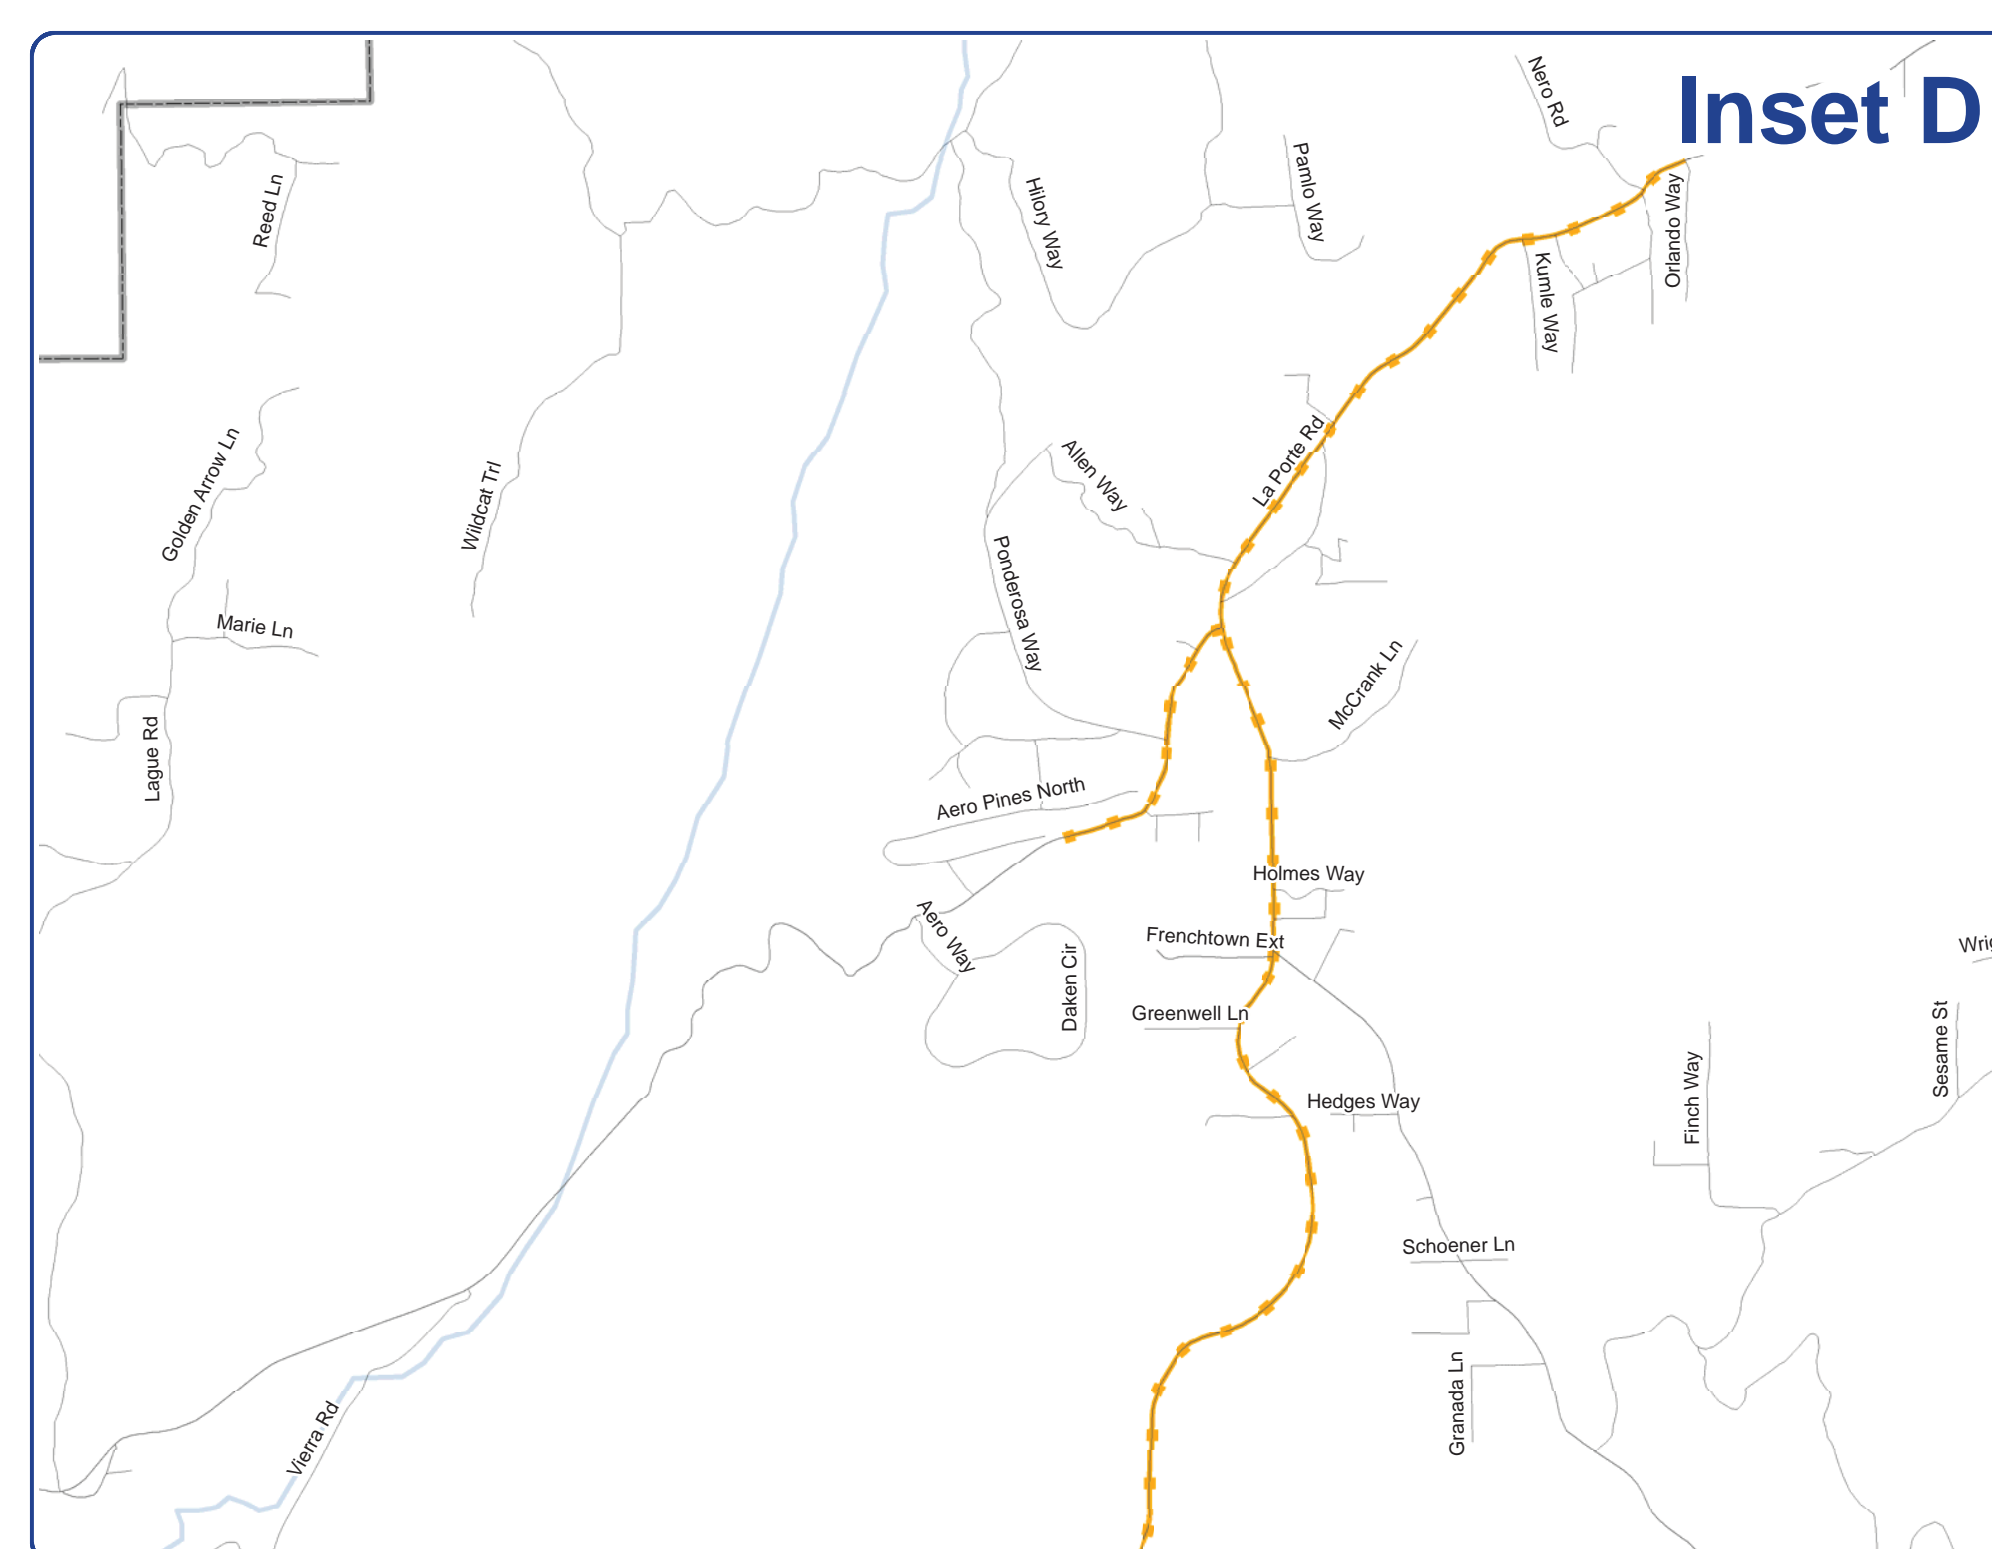 Inset D
Nero Rd
Pamlo Way
Reed Ln
Hilory Way
Orlando Way
Kumle Way
Golden Arrow Ln
La Porte Rd
Allen Way
Wildcat Trl
Ponderosa Way
Marie Ln
McCrank Ln
Lague Rd
Aero Pines North
Holmes Way
Aero Way
Frenchtown Ext
Wrig
Daken Cir
Greenwell Ln
Sesame St
Finch Way
Hedges Way
Schoener Ln
Granada Ln
Vierra Rd